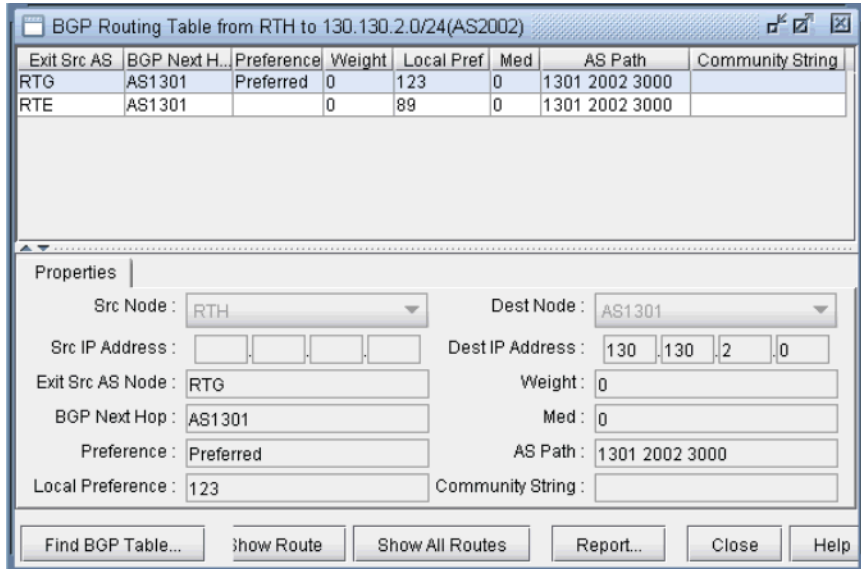 BGP Routing Table from RTH to 130.130.2.0/24(AS2002)
Exit Src AS BGP Next H... Preference Weight Local Pref Med AS Path Community String
RTG AS1301 Preferred 0 123 0 1301 2002 3000
RTE AS1301 0 89 0 1301 2002 3000
Properties
Src Node : RTH Dest Node : AS1301
Src IP Address : . . . Dest IP Address : 130 .130 .2 .0
Exit Src AS Node : RTG Weight : 0
BGP Next Hop : AS1301 Med : 0
Preference : Preferred AS Path : 1301 2002 3000
Local Preference : 123 Community String :
Find BGP Table... Show Route Show All Routes Report... Close Help